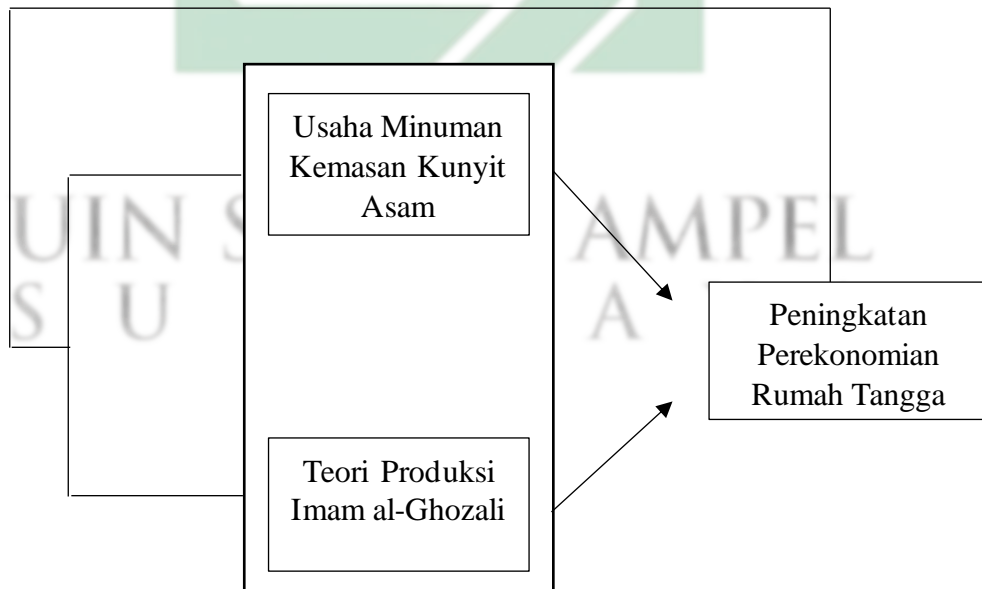 Usaha Minuman
Kemasan Kunyit
Asam
UIN S AMPEL
S U A
Peningkatan
Perekonomian
Rumah Tangga
Teori Produksi
Imam al-Ghozali